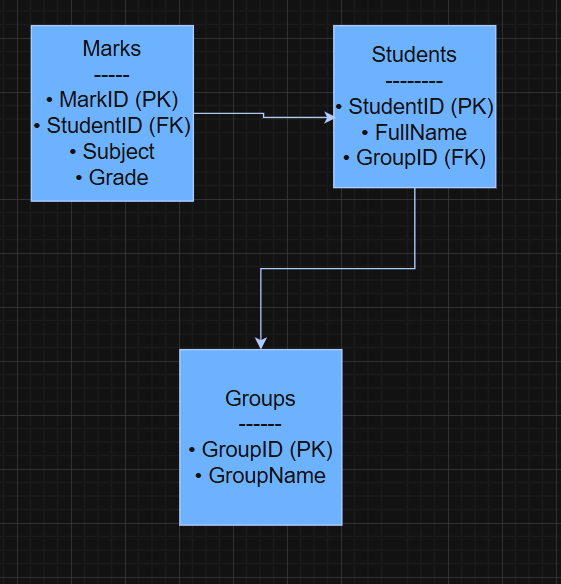 Marks
-----
• MarkID (PK)
• StudentID (FK)
• Subject
• Grade
Students
--------
• StudentID (PK)
• FullName
• GroupID (FK)
Groups
------
• GroupID (PK)
• GroupName